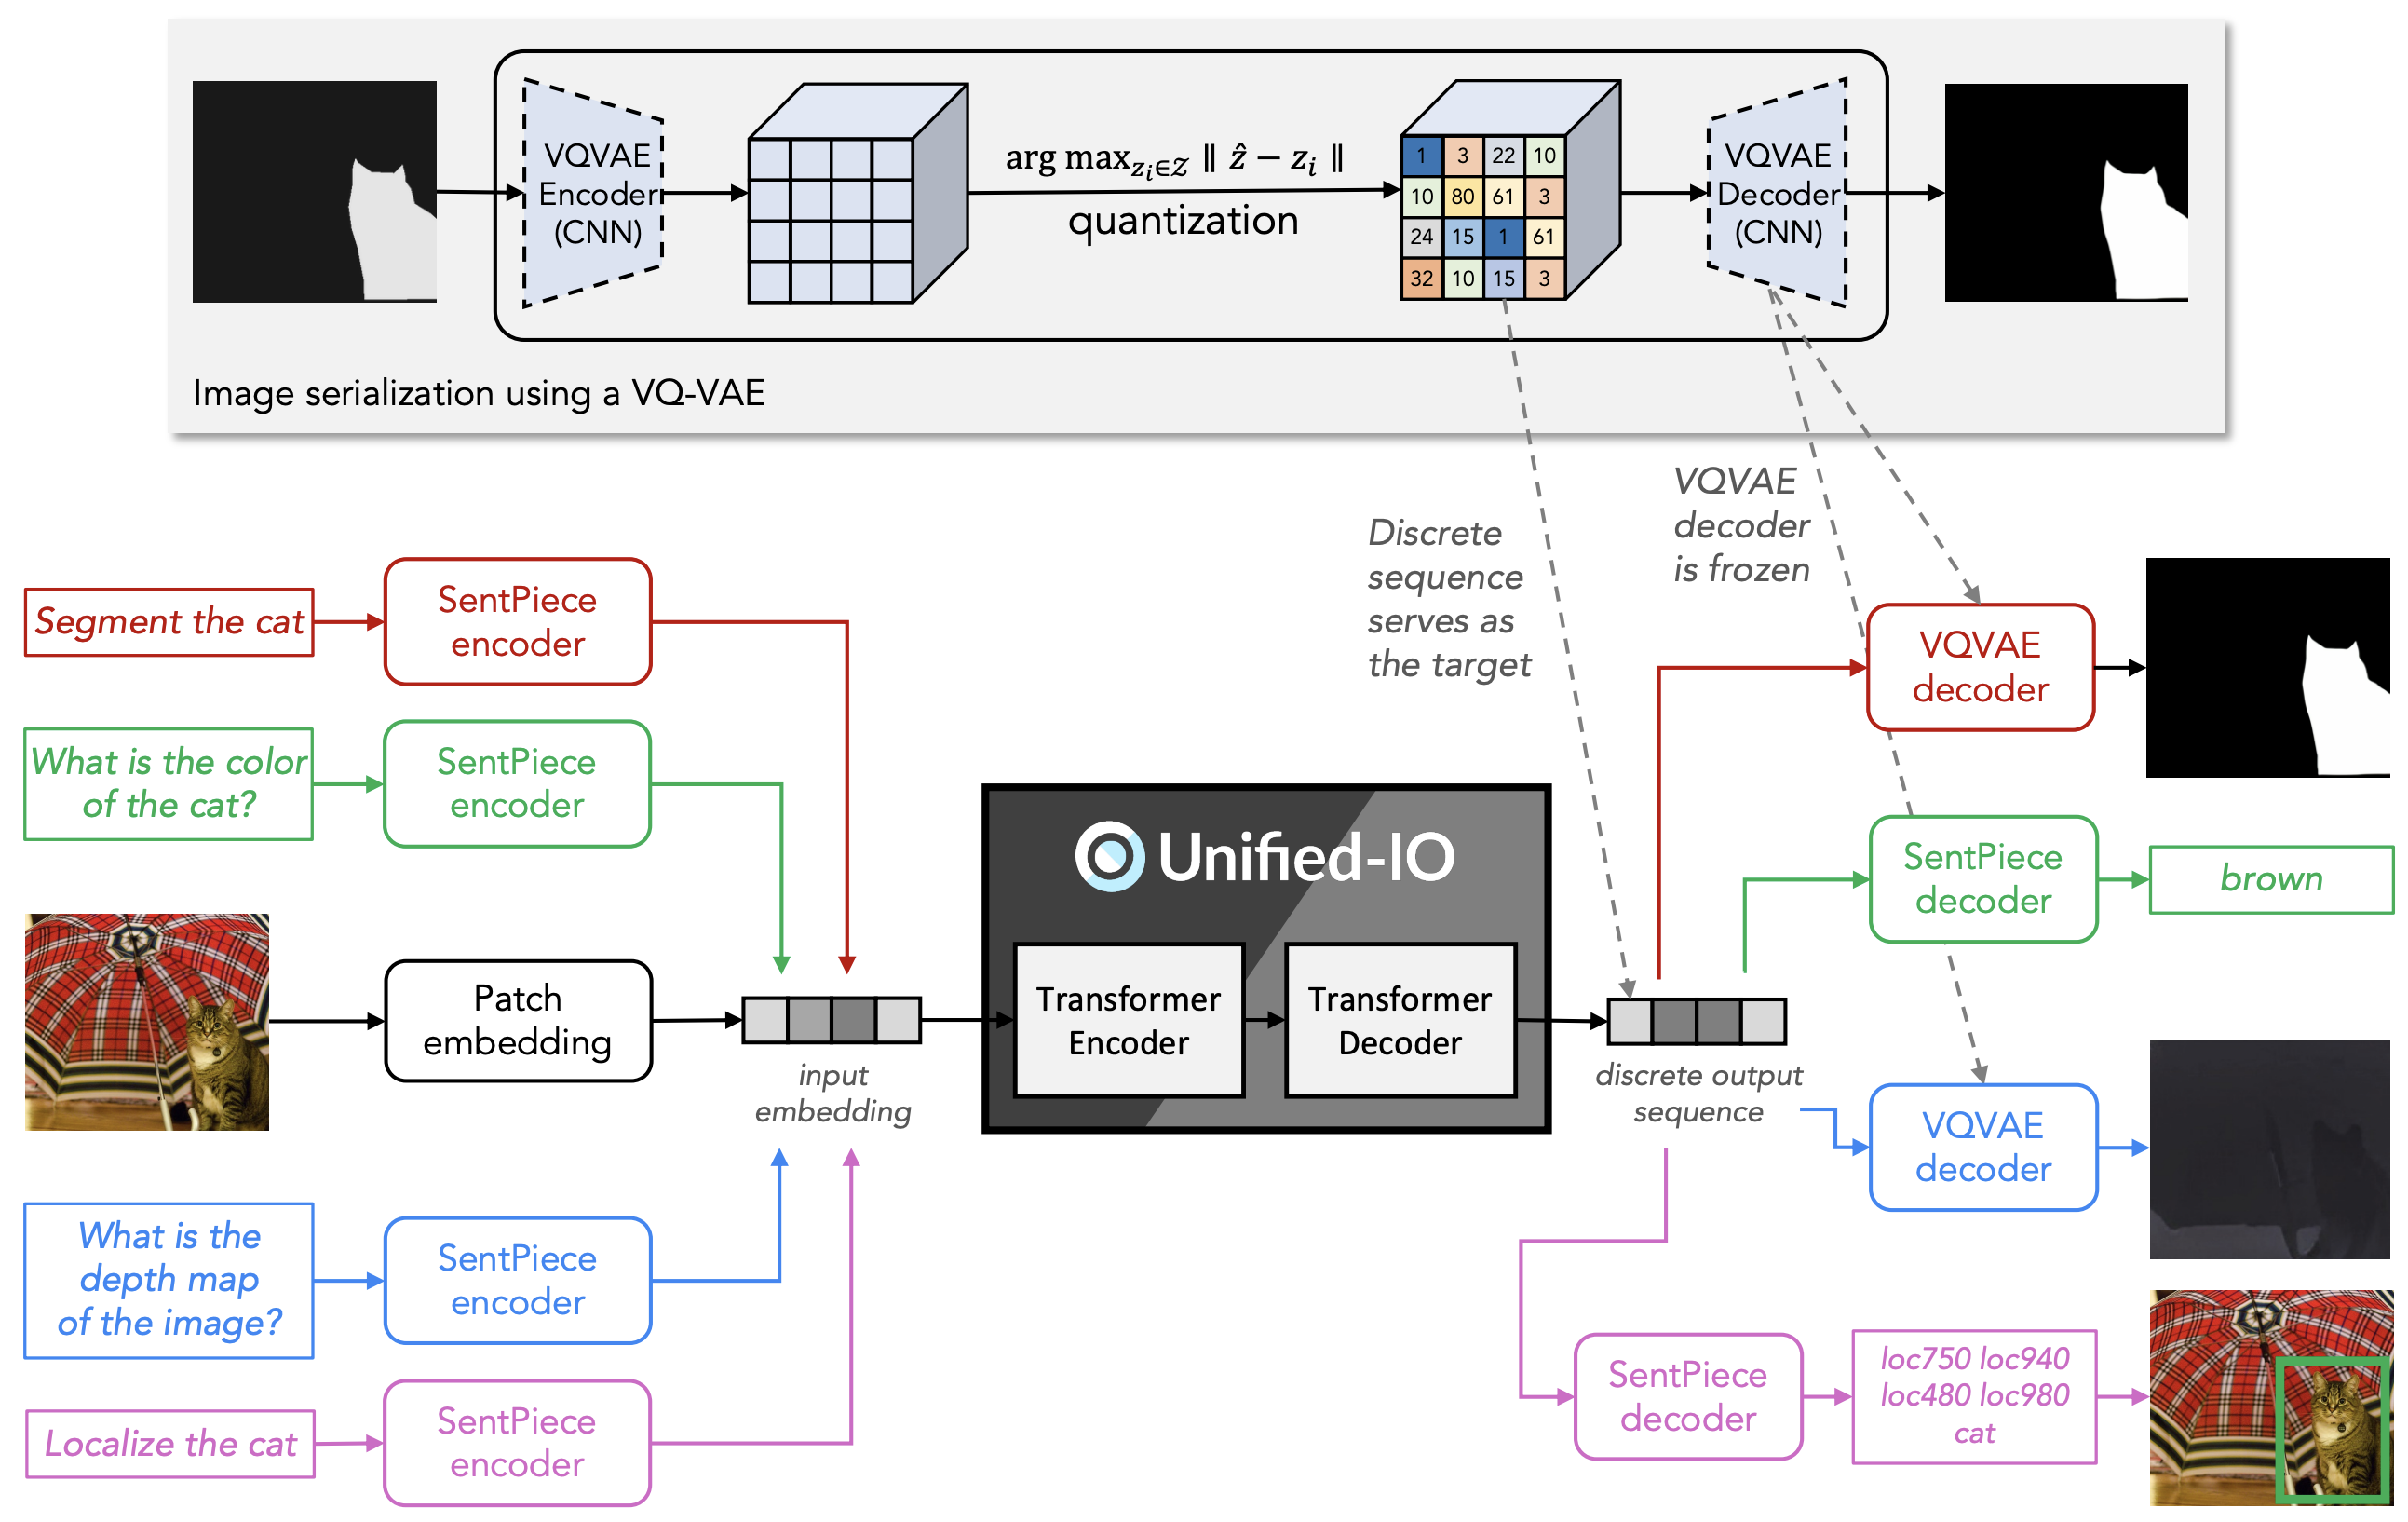 VQVAE
Encoder
(CNN)
arg max_{z_i∈𝒵} ‖ ẑ − z_i ‖
quantization
1 3 22 10
10 80 61 3
24 15 1 61
32 10 15 3
VQVAE
Decoder
(CNN)
Image serialization using a VQ-VAE
Discrete
sequence
serves as
the target
VQVAE
decoder
is frozen
Segment the cat
SentPiece
encoder
What is the color
of the cat?
SentPiece
encoder
Patch
embedding
input
embedding
What is the
depth map
of the image?
SentPiece
encoder
Localize the cat
SentPiece
encoder
Unified-IO
Transformer
Encoder
Transformer
Decoder
discrete output
sequence
VQVAE
decoder
SentPiece
decoder
brown
VQVAE
decoder
SentPiece
decoder
loc750 loc940
loc480 loc980
cat